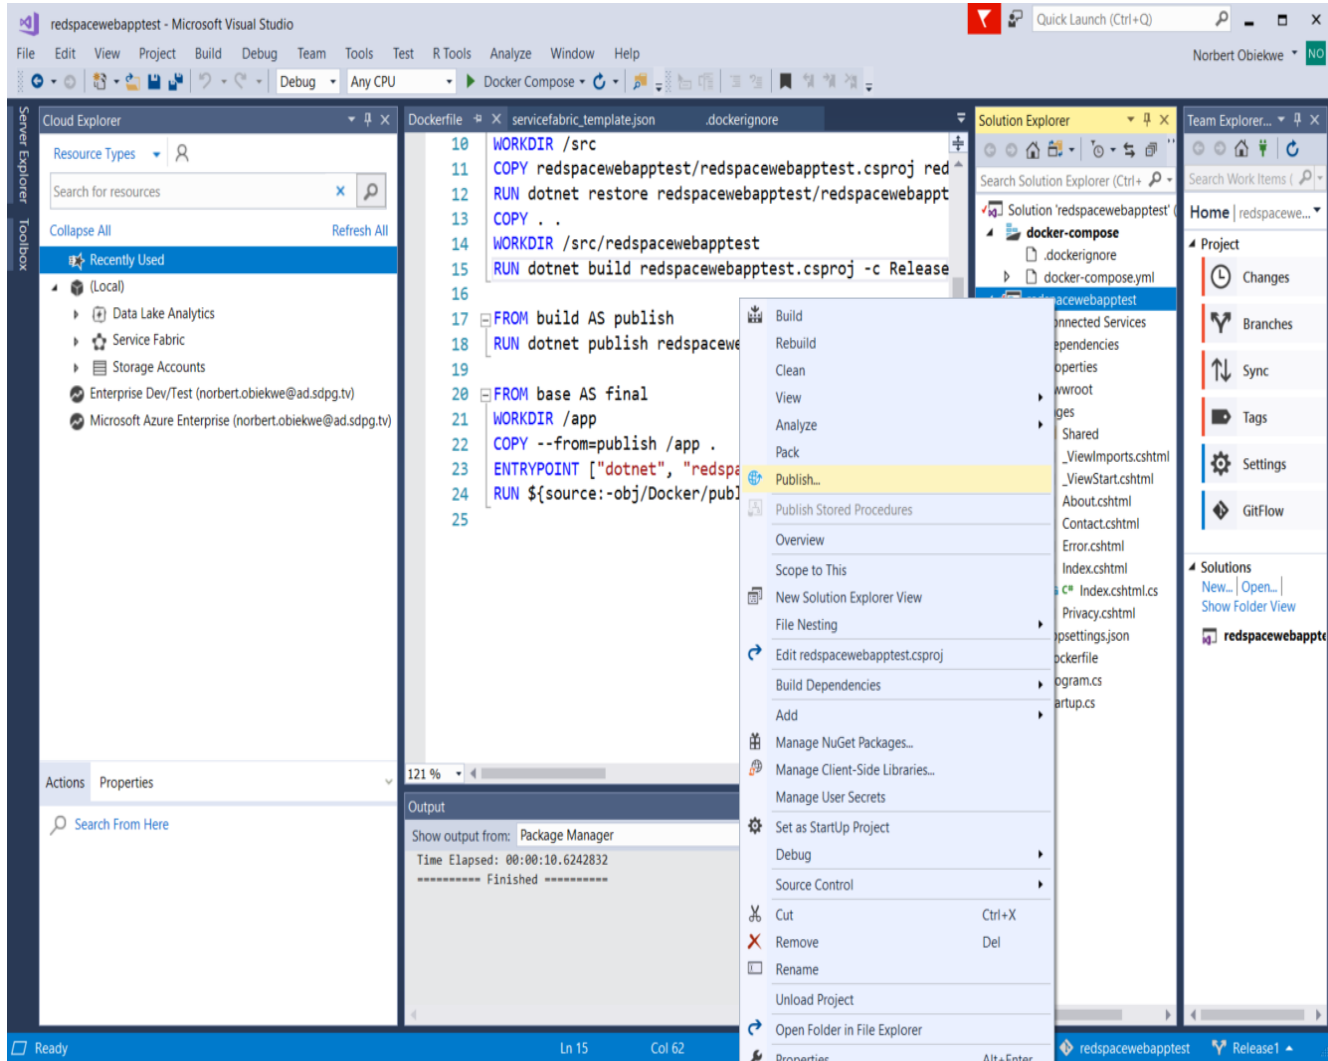 redspacewebapptest - Microsoft Visual Studio
Quick Launch (Ctrl+Q)
File Edit View Project Build Debug Team Tools Test R Tools Analyze Window Help
Norbert Obiekwe NO
Debug Any CPU Docker Compose
Server Explorer
Toolbox
Cloud Explorer
Resource Types
Search for resources
Collapse All Refresh All
Recently Used
(Local)
Data Lake Analytics
Service Fabric
Storage Accounts
Enterprise Dev/Test (norbert.obiekwe@ad.sdpg.tv)
Microsoft Azure Enterprise (norbert.obiekwe@ad.sdpg.tv)
Actions Properties
Search From Here
Dockerfile servicefabric_template.json .dockerignore
10 WORKDIR /src
11 COPY redspacewebapptest/redspacewebapptest.csproj red
12 RUN dotnet restore redspacewebapptest/redspacewebappt
13 COPY . .
14 WORKDIR /src/redspacewebapptest
15 RUN dotnet build redspacewebapptest.csproj -c Release
16
17 FROM build AS publish
18 RUN dotnet publish redspacewe
19
20 FROM base AS final
21 WORKDIR /app
22 COPY --from=publish /app .
23 ENTRYPOINT ["dotnet", "redspa
24 RUN ${source:-obj/Docker/publ
25
121 %
Output
Show output from: Package Manager
Time Elapsed: 00:00:10.6242832
========== Finished ==========
Build
Rebuild
Clean
View
Analyze
Pack
Publish...
Publish Stored Procedures
Overview
Scope to This
New Solution Explorer View
File Nesting
Edit redspacewebapptest.csproj
Build Dependencies
Add
Manage NuGet Packages...
Manage Client-Side Libraries...
Manage User Secrets
Set as StartUp Project
Debug
Source Control
Cut Ctrl+X
Remove Del
Rename
Unload Project
Open Folder in File Explorer
Properties Alt+Enter
Solution Explorer
Search Solution Explorer (Ctrl+
Solution 'redspacewebapptest' (
docker-compose
.dockerignore
docker-compose.yml
redspacewebapptest
onnected Services
ependencies
operties
wwroot
ges
Shared
_ViewImports.cshtml
_ViewStart.cshtml
About.cshtml
Contact.cshtml
Error.cshtml
Index.cshtml
C# Index.cshtml.cs
Privacy.cshtml
ppsettings.json
ockerfile
ogram.cs
artup.cs
Team Explorer...
Search Work Items (
Home | redspacewe...
Project
Changes
Branches
Sync
Tags
Settings
GitFlow
Solutions
New... | Open... |
Show Folder View
redspacewebappte
Ready Ln 15 Col 62 redspacewebapptest Release1